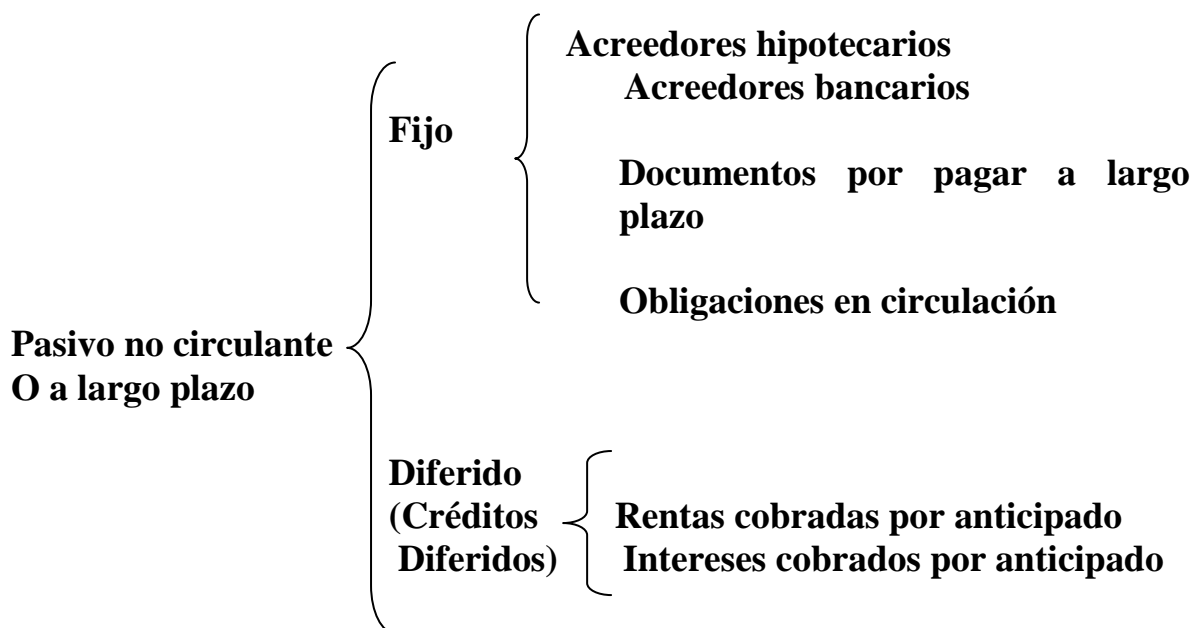 Acreedores hipotecarios
Acreedores bancarios
Fijo
Documentos por pagar a largo
plazo
Obligaciones en circulación
Pasivo no circulante
O a largo plazo
Diferido
(Créditos
Diferidos)
Rentas cobradas por anticipado
Intereses cobrados por anticipado